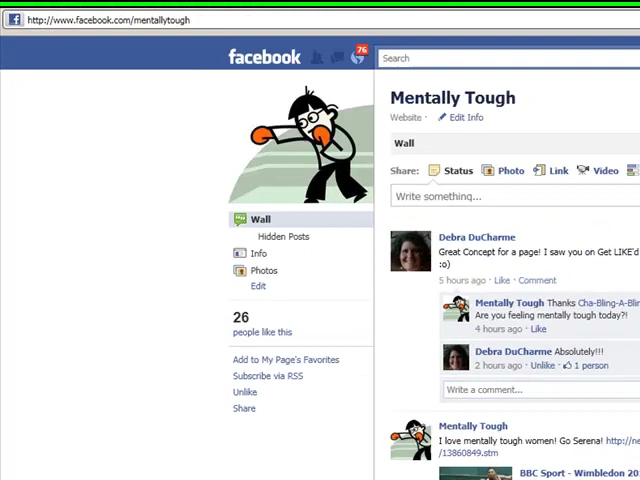 http://www.facebook.com/mentallytough
facebook
76
Search
Mentally Tough
Website · Edit Info
Wall
Share: Status Photo Link Video
Write something...
Wall
Hidden Posts
Info
Photos
Edit
26
people like this
Add to My Page's Favorites
Subscribe via RSS
Unlike
Share
Debra DuCharme
Great Concept for a page! I saw you on Get LIKE'd
:o)
5 hours ago · Like · Comment
Mentally Tough Thanks Cha-Bling-A-Blin
Are you feeling mentally tough today?!
4 hours ago · Like
Debra DuCharme Absolutely!!!
2 hours ago · Unlike · 1 person
Write a comment...
Mentally Tough
I love mentally tough women! Go Serena! http://ne
/13860849.stm
BBC Sport - Wimbledon 20